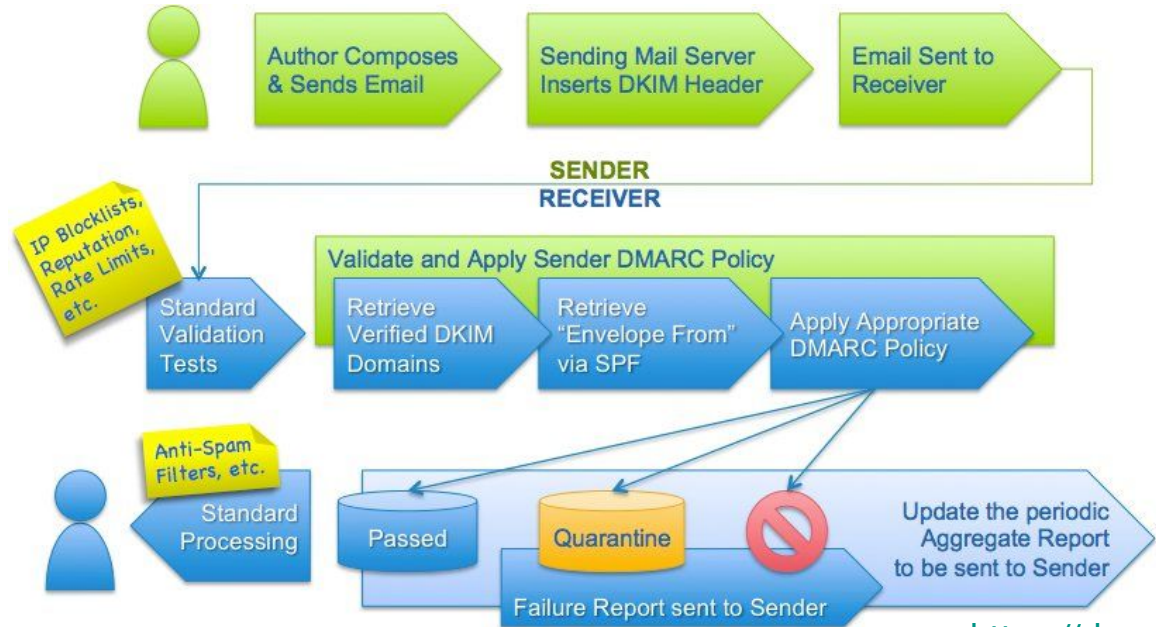 Author Composes
& Sends Email
Sending Mail Server
Inserts DKIM Header
Email Sent to
Receiver
SENDER
RECEIVER
IP Blocklists,
Reputation,
Rate Limits,
etc.
Validate and Apply Sender DMARC Policy
Standard
Validation
Tests
Retrieve
Verified DKIM
Domains
Retrieve
“Envelope From”
via SPF
Apply Appropriate
DMARC Policy
Anti-Spam
Filters, etc.
Standard
Processing
Passed
Quarantine
Update the periodic
Aggregate Report
to be sent to Sender
Failure Report sent to Sender